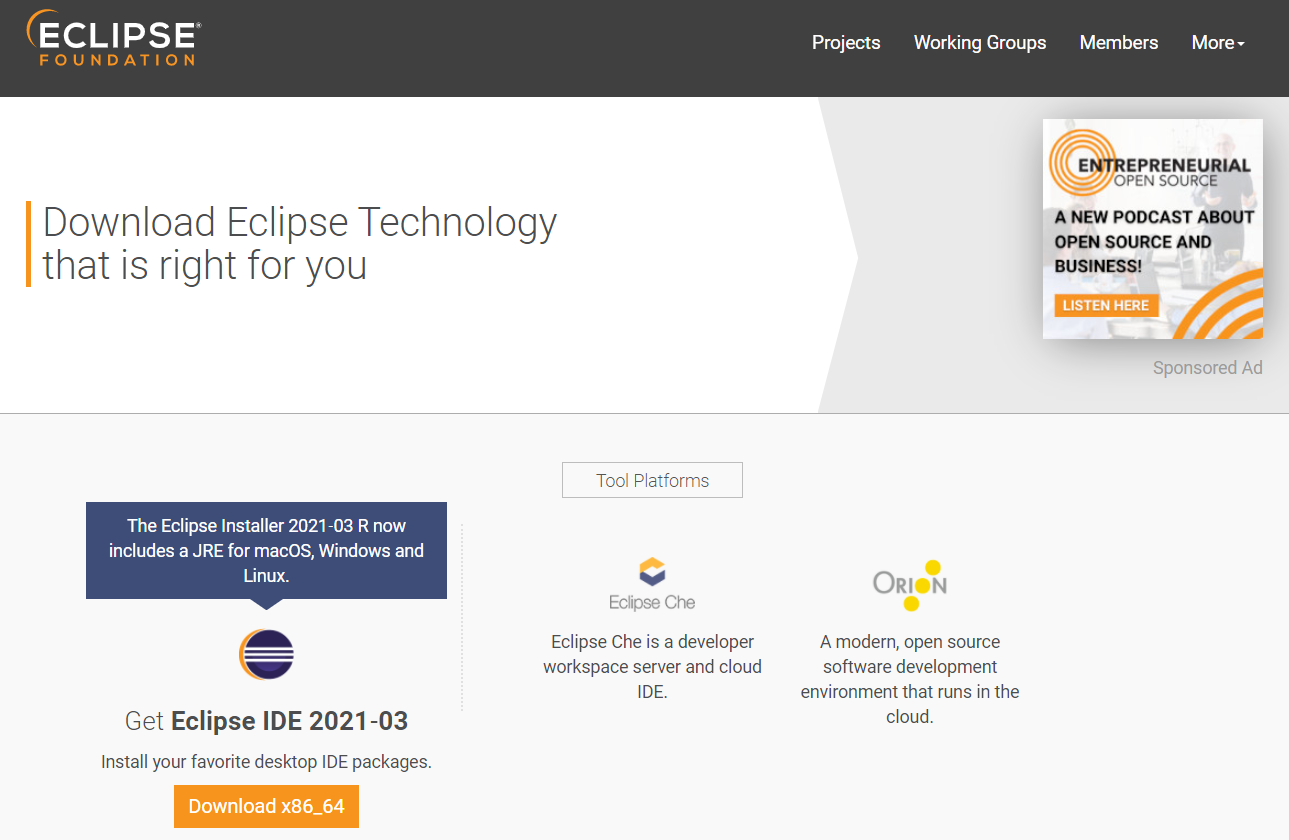 ECLIPSE®
FOUNDATION
Projects
Working Groups
Members
More
Download Eclipse Technology
that is right for you
ENTREPRENEURIAL
OPEN SOURCE
A NEW PODCAST ABOUT
OPEN SOURCE AND
BUSINESS!
LISTEN HERE
Sponsored Ad
Tool Platforms
The Eclipse Installer 2021-03 R now
includes a JRE for macOS, Windows and
Linux.
Get Eclipse IDE 2021-03
Install your favorite desktop IDE packages.
Download x86_64
Eclipse Che
Eclipse Che is a developer
workspace server and cloud
IDE.
ORION
A modern, open source
software development
environment that runs in the
cloud.